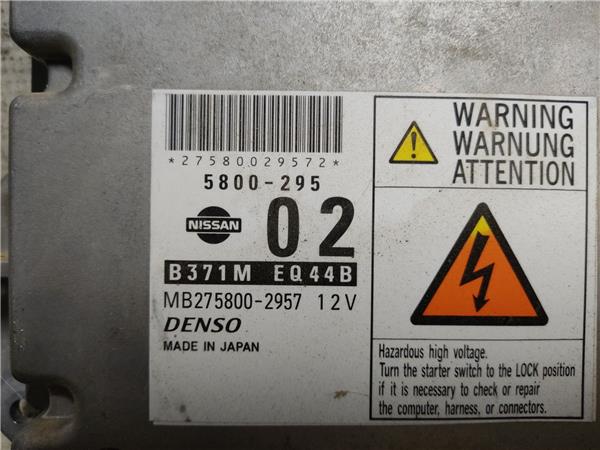 *27580029572*
5800-295
NISSAN
02
B371M EQ44B
MB275800-2957 12V
DENSO
MADE IN JAPAN
WARNING
WARNUNG
ATTENTION
Hazardous high voltage.
Turn the starter switch to the LOCK position
if it is necessary to check or repair
the computer, harness, or connectors.